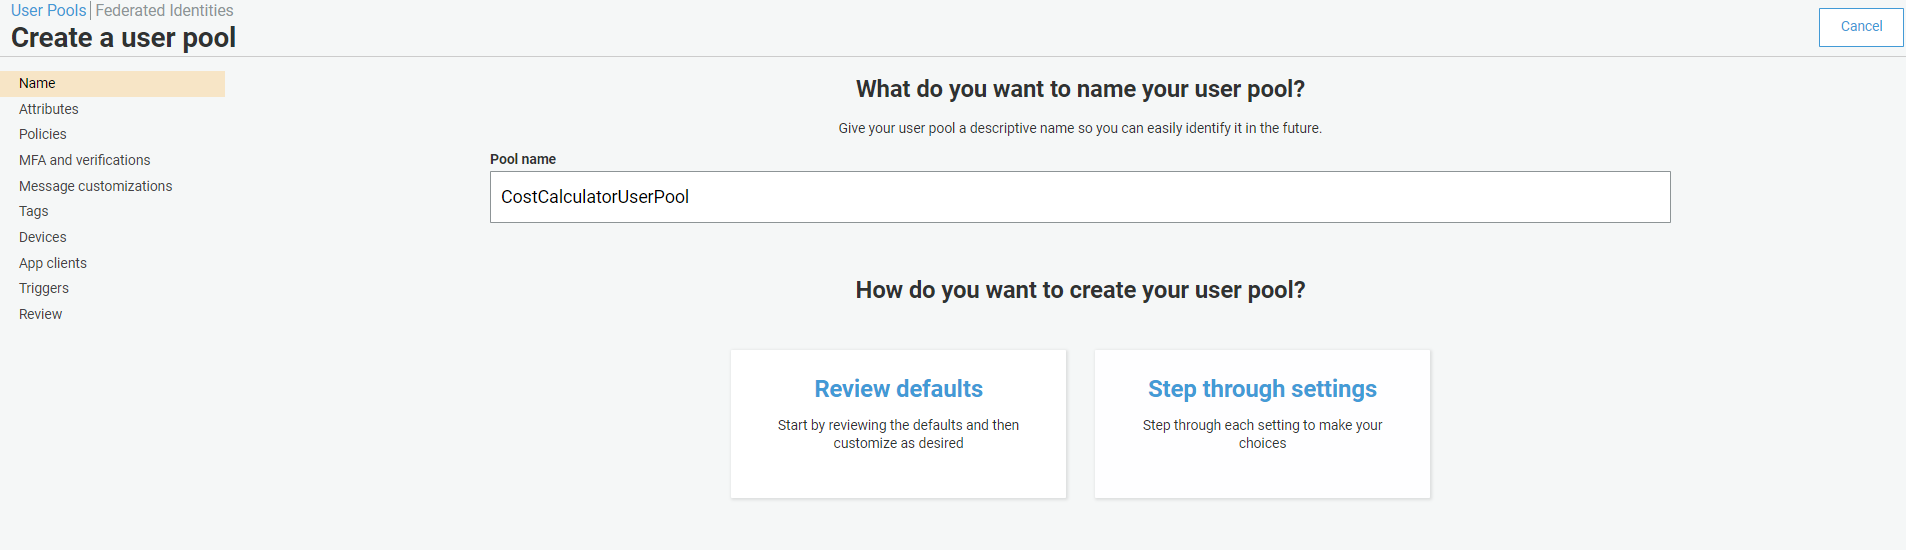 User Pools | Federated Identities
Create a user pool
Cancel
Name
Attributes
Policies
MFA and verifications
Message customizations
Tags
Devices
App clients
Triggers
Review
What do you want to name your user pool?
Give your user pool a descriptive name so you can easily identify it in the future.
Pool name
CostCalculatorUserPool
How do you want to create your user pool?
Review defaults
Start by reviewing the defaults and then
customize as desired
Step through settings
Step through each setting to make your
choices